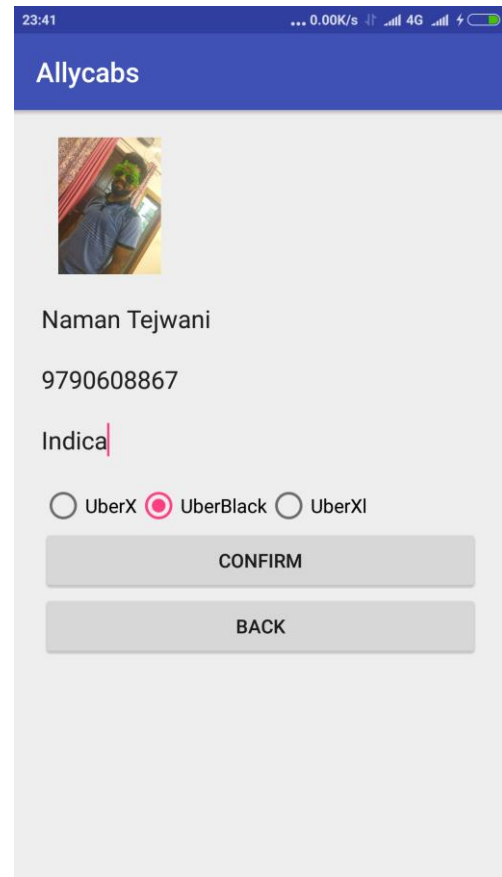 23:41 ... 0.00K/s 4G
Allycabs
Naman Tejwani
9790608867
Indica
UberX UberBlack UberXl
CONFIRM
BACK